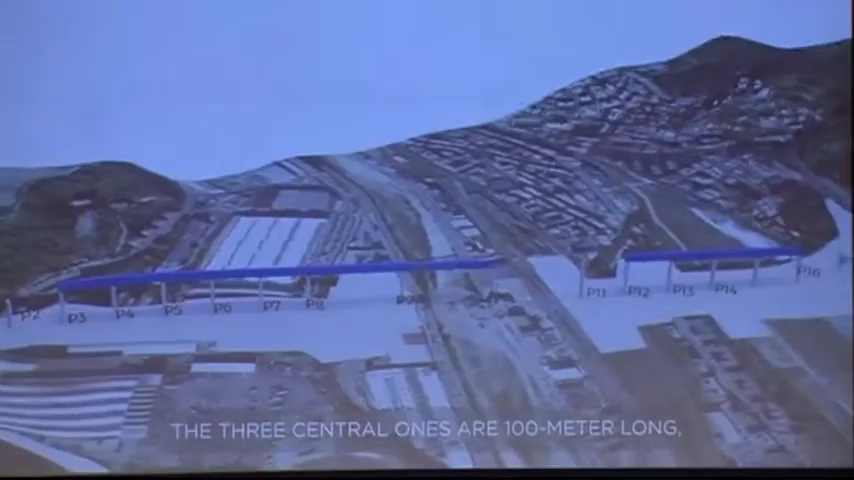 P2 P3 P4 P5 P6 P7 P8 P9 P11 P12 P13 P14 P16
THE THREE CENTRAL ONES ARE 100-METER LONG,